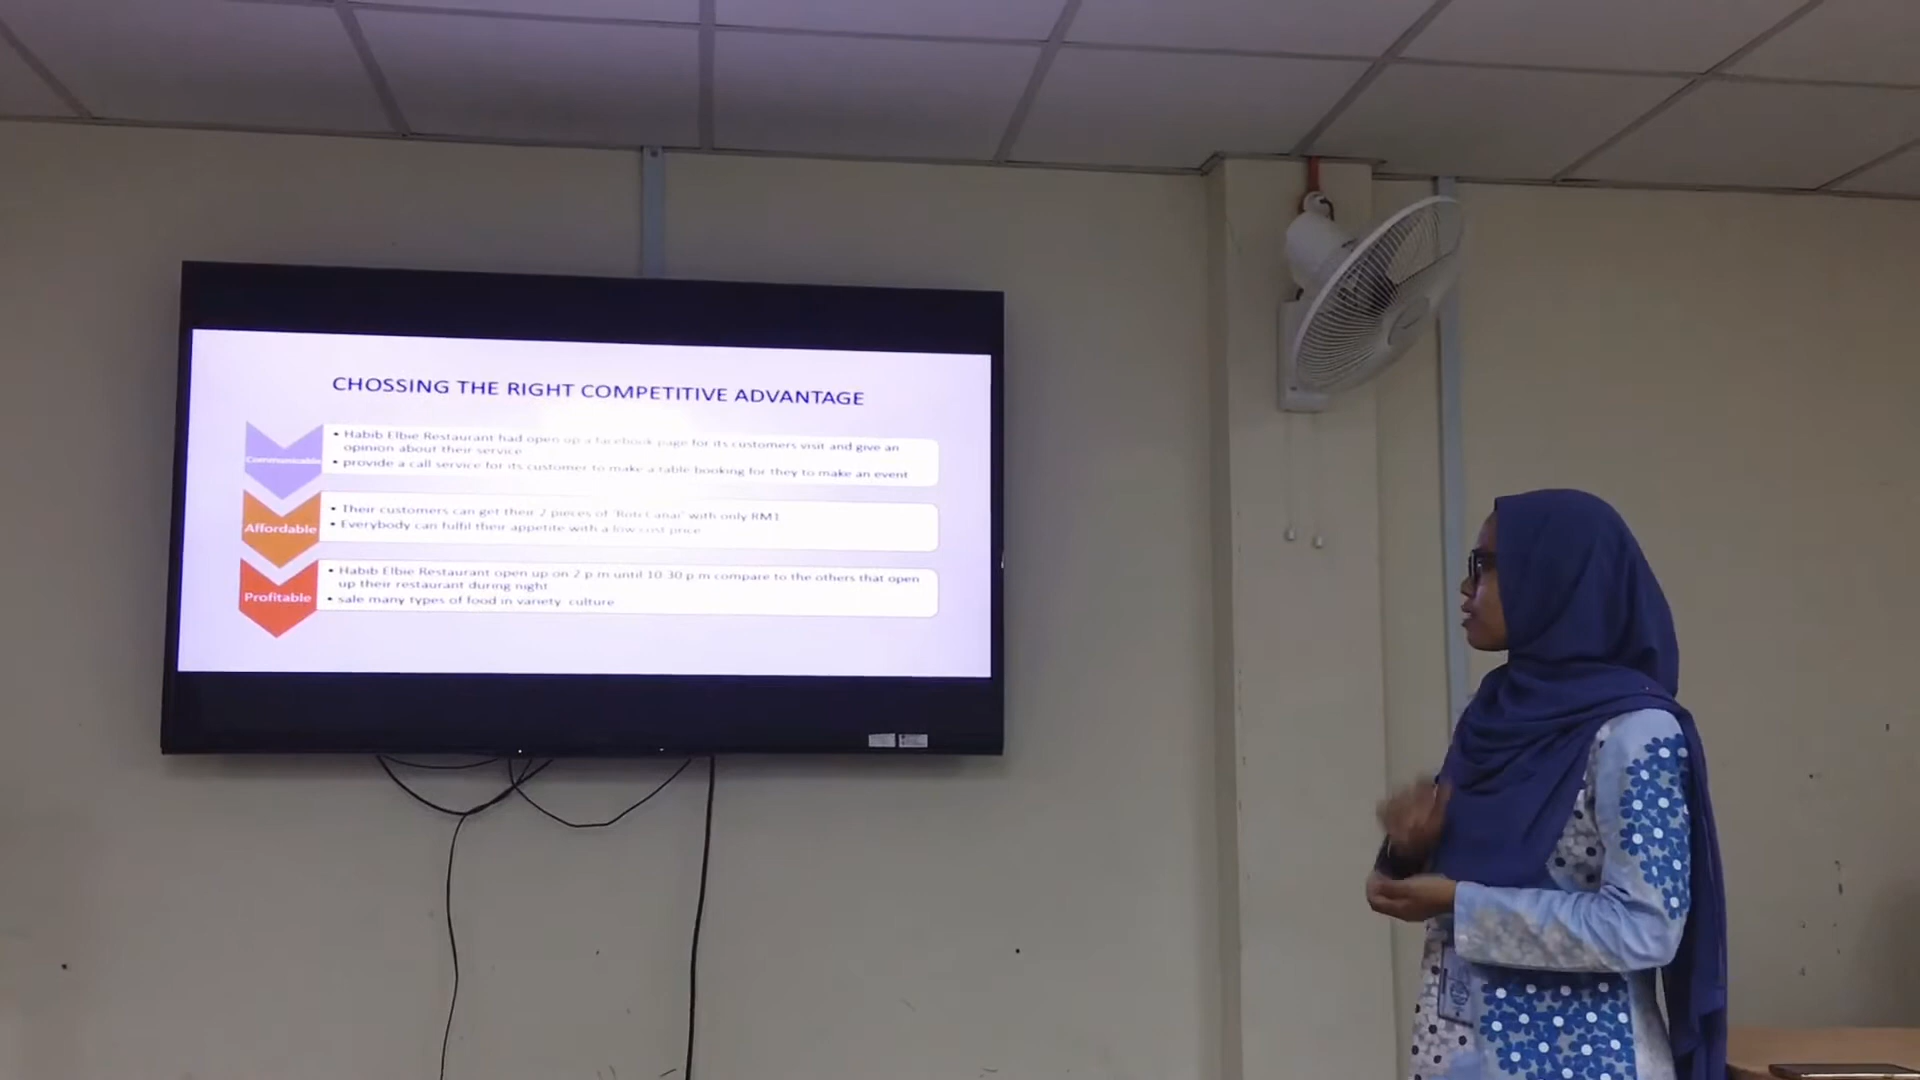 CHOSSING THE RIGHT COMPETITIVE ADVANTAGE
Communicable
• Habib Elbie Restaurant had open up a facebook page for its customers visit and give an
opinion about their service
• provide a call service for its customer to make a table booking for they to make an event
Affordable
• Their customers can get their 2 pieces of 'Roti Canai' with only RM1
• Everybody can fulfil their appetite with a low cost price
Profitable
• Habib Elbie Restaurant open up on 2 p.m until 10.30 p.m compare to the others that open
up their restaurant during night
• sale many types of food in variety culture